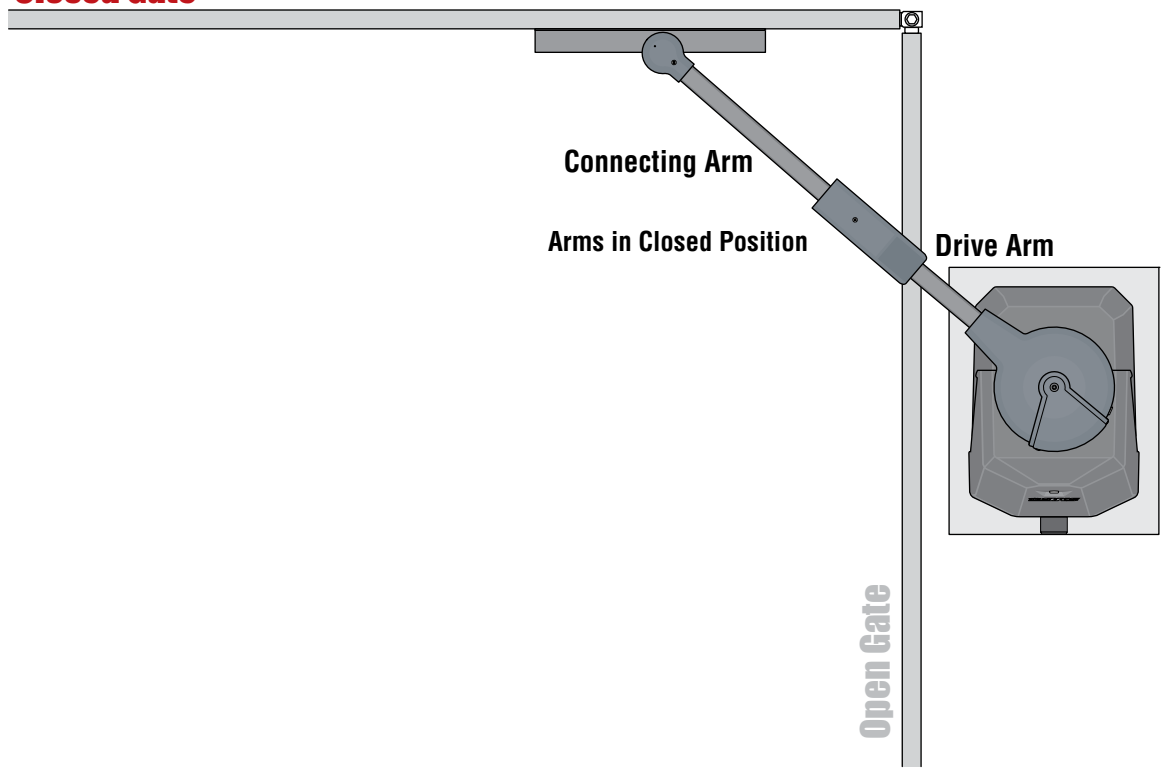 Closed Gate
Connecting Arm
Arms in Closed Position
Drive Arm
Open Gate